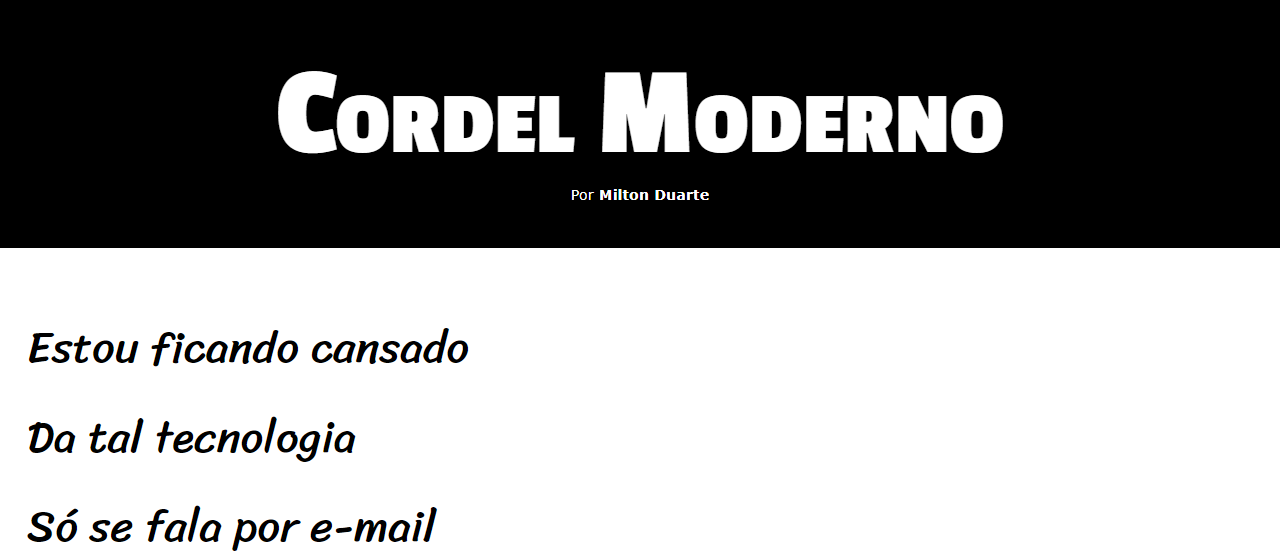 Cordel Moderno
Por Milton Duarte
Estou ficando cansado
Da tal tecnologia
Só se fala por e-mail